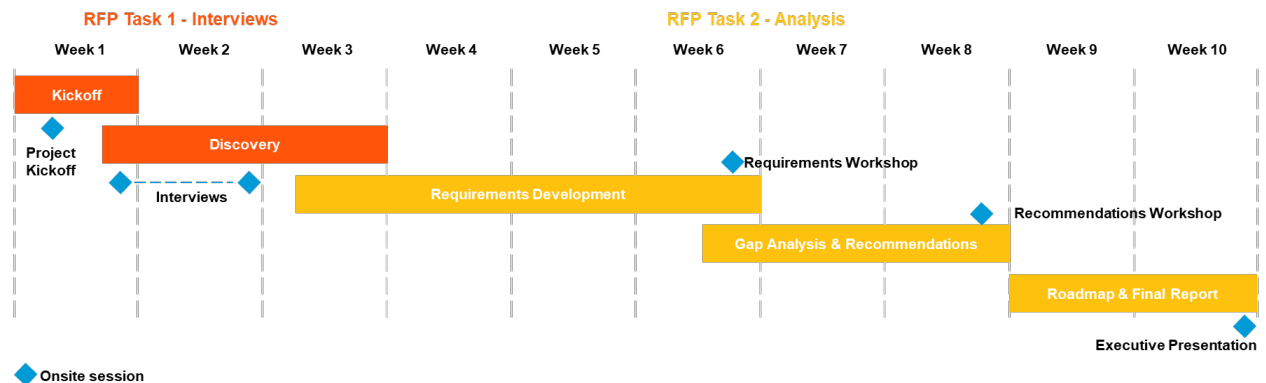 RFP Task 1 - Interviews
RFP Task 2 - Analysis
Week 1
Week 2
Week 3
Week 4
Week 5
Week 6
Week 7
Week 8
Week 9
Week 10
Kickoff
Project
Kickoff
Discovery
Interviews
Requirements Workshop
Requirements Development
Recommendations Workshop
Gap Analysis & Recommendations
Roadmap & Final Report
Executive Presentation
Onsite session